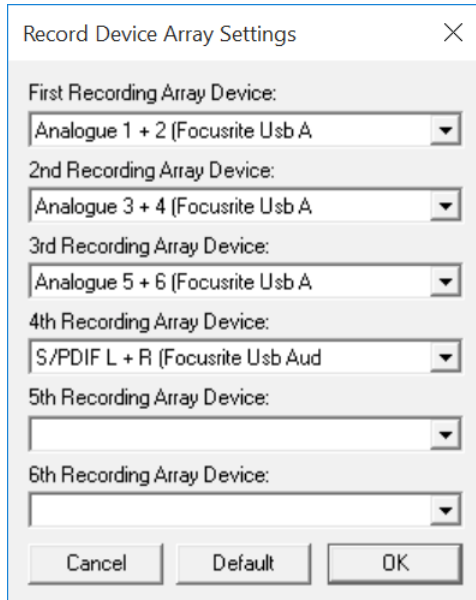 Record Device Array Settings
First Recording Array Device:
Analogue 1 + 2 (Focusrite Usb A
2nd Recording Array Device:
Analogue 3 + 4 (Focusrite Usb A
3rd Recording Array Device:
Analogue 5 + 6 (Focusrite Usb A
4th Recording Array Device:
S/PDIF L + R (Focusrite Usb Aud
5th Recording Array Device:
6th Recording Array Device:
Cancel Default OK